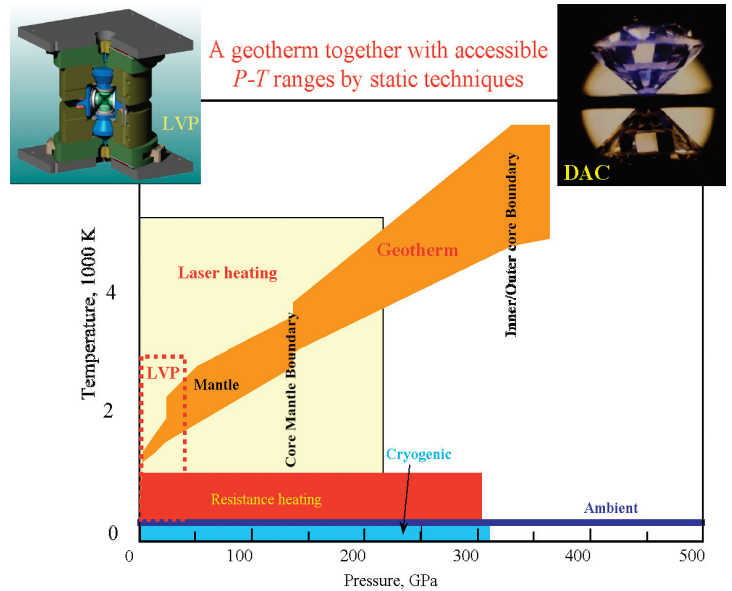 A geotherm together with accessible
P-T ranges by static techniques
LVP
DAC
Temperature, 1000 K
4
2
0
Laser heating
Geotherm
Inner/Outer core Boundary
LVP
Mantle
Core Mantle Boundary
Cryogenic
Resistance heating
Ambient
0 100 200 300 400 500
Pressure, GPa